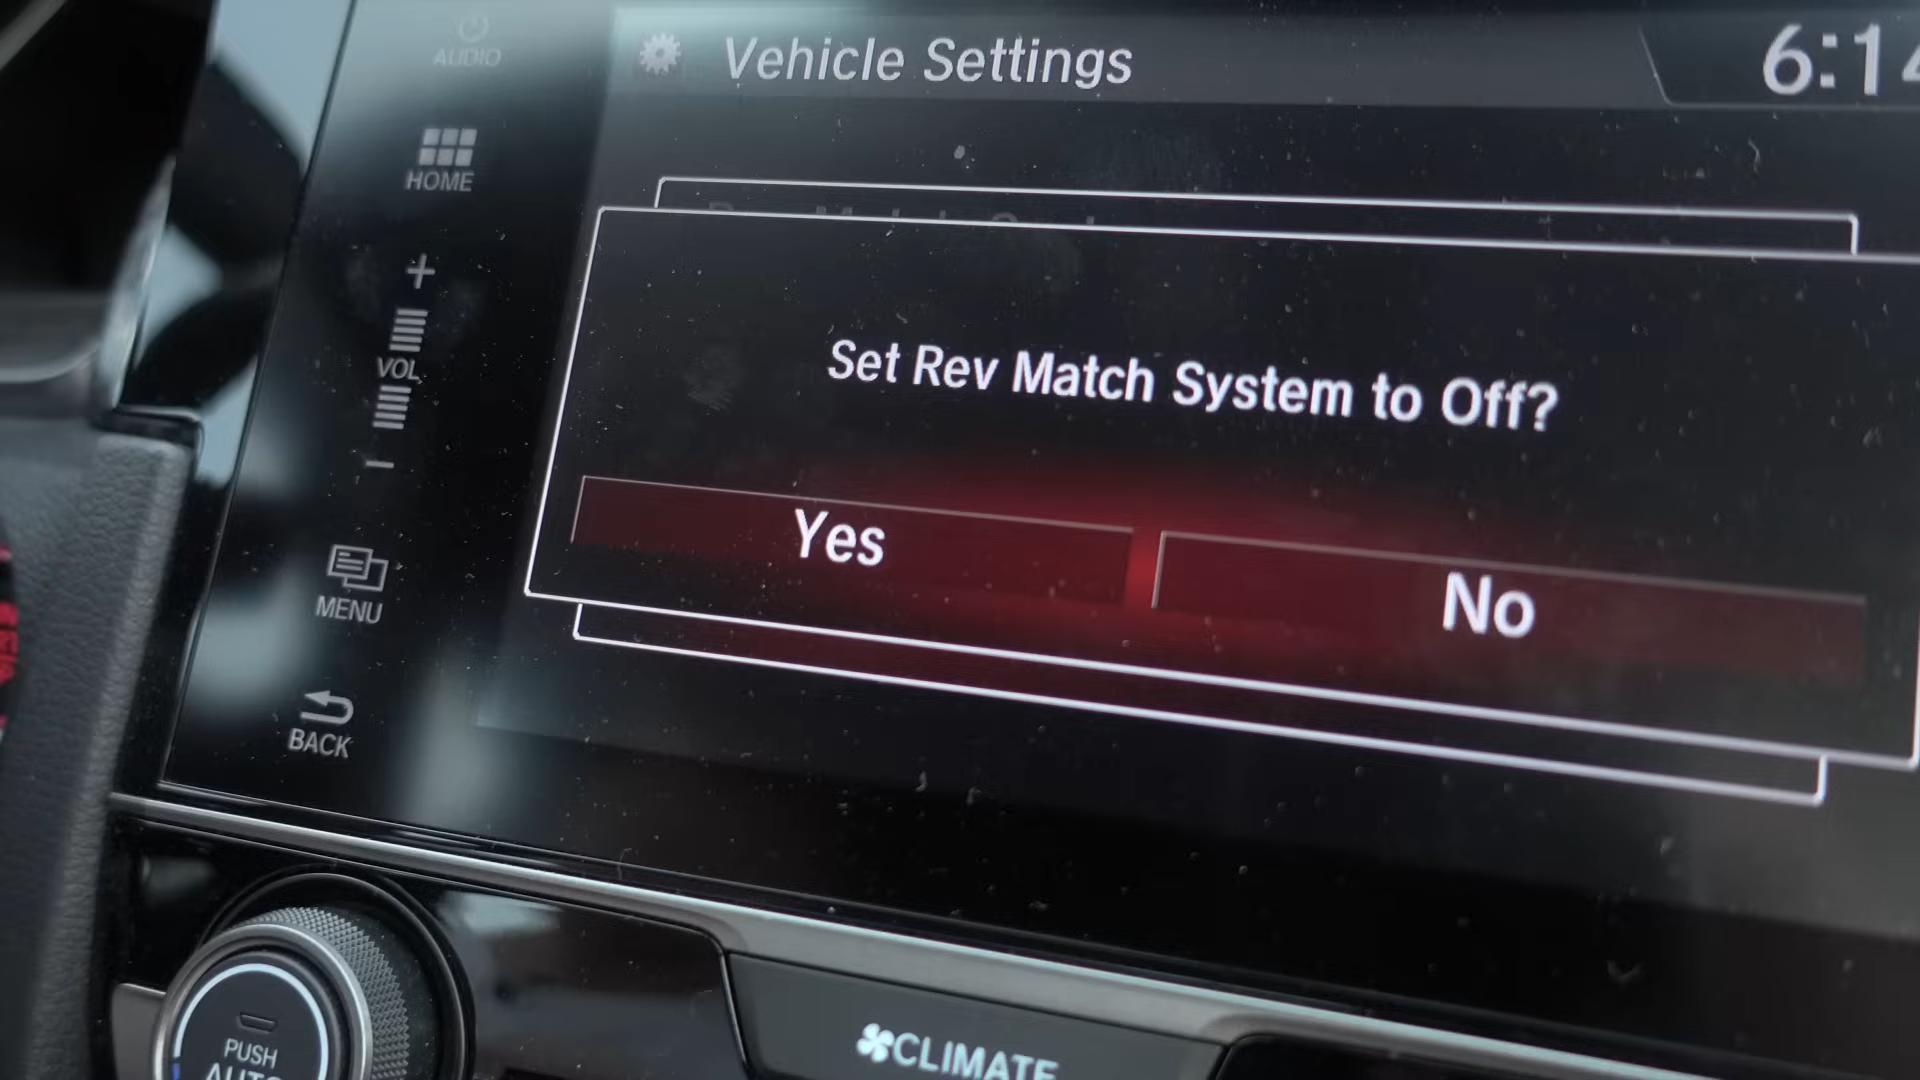 AUDIO
Vehicle Settings
6:14
HOME
+
VOL
Set Rev Match System to Off?
Yes
No
MENU
BACK
PUSH
AUTO
CLIMATE